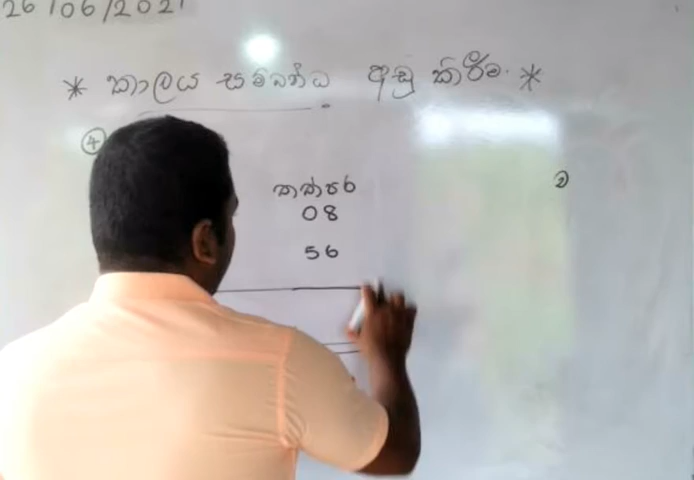 26/06/2021
* කාලය සම්බන්ධ අඩු කිරීම. *
④
තත්පර
08
56